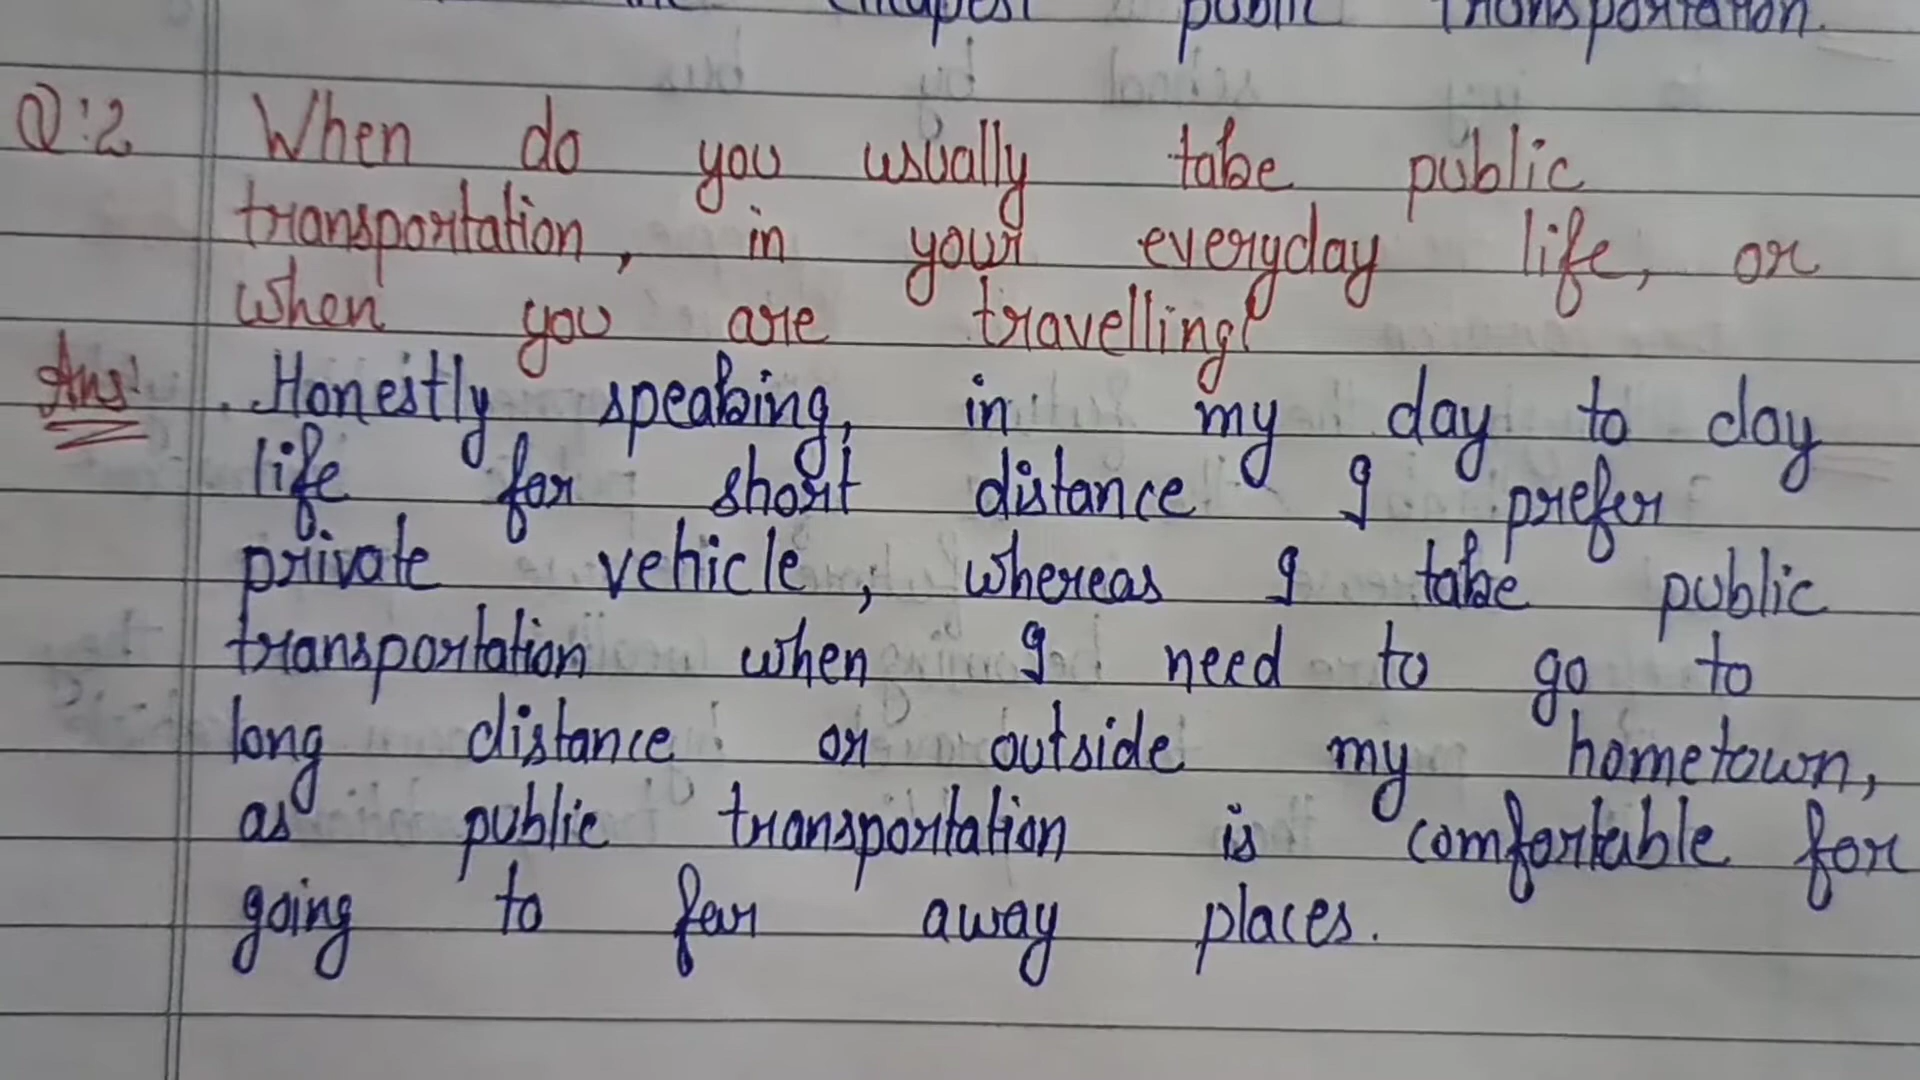 public transportation.
Q:2 When do you usually take public
transportation, in your everyday life, or
when you are travelling?
Ans: Honestly speaking, in my day to day
life for short distance I prefer
private vehicle, whereas I take public
transportation when I need to go to
long distance or outside my hometown,
as public transportation is comfortable for
going to far away places.